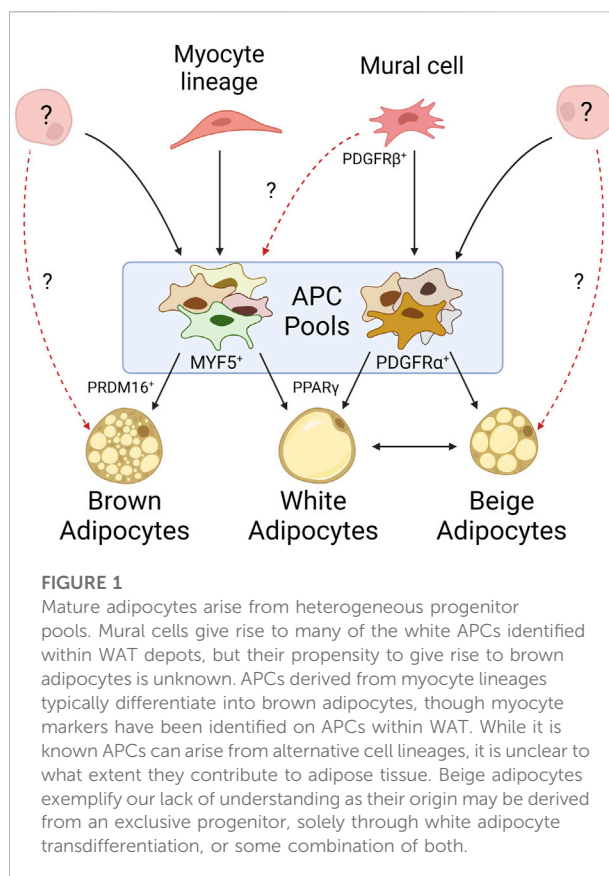 Myocyte
lineage
Mural cell
?
?
PDGFRβ⁺
?
?
?
APC
Pools
MYF5⁺
PDGFRα⁺
PRDM16⁺
PPARγ
Brown
Adipocytes
White
Adipocytes
Beige
Adipocytes
FIGURE 1
Mature adipocytes arise from heterogeneous progenitor
pools. Mural cells give rise to many of the white APCs identified
within WAT depots, but their propensity to give rise to brown
adipocytes is unknown. APCs derived from myocyte lineages
typically differentiate into brown adipocytes, though myocyte
markers have been identified on APCs within WAT. While it is
known APCs can arise from alternative cell lineages, it is unclear to
what extent they contribute to adipose tissue. Beige adipocytes
exemplify our lack of understanding as their origin may be derived
from an exclusive progenitor, solely through white adipocyte
transdifferentiation, or some combination of both.